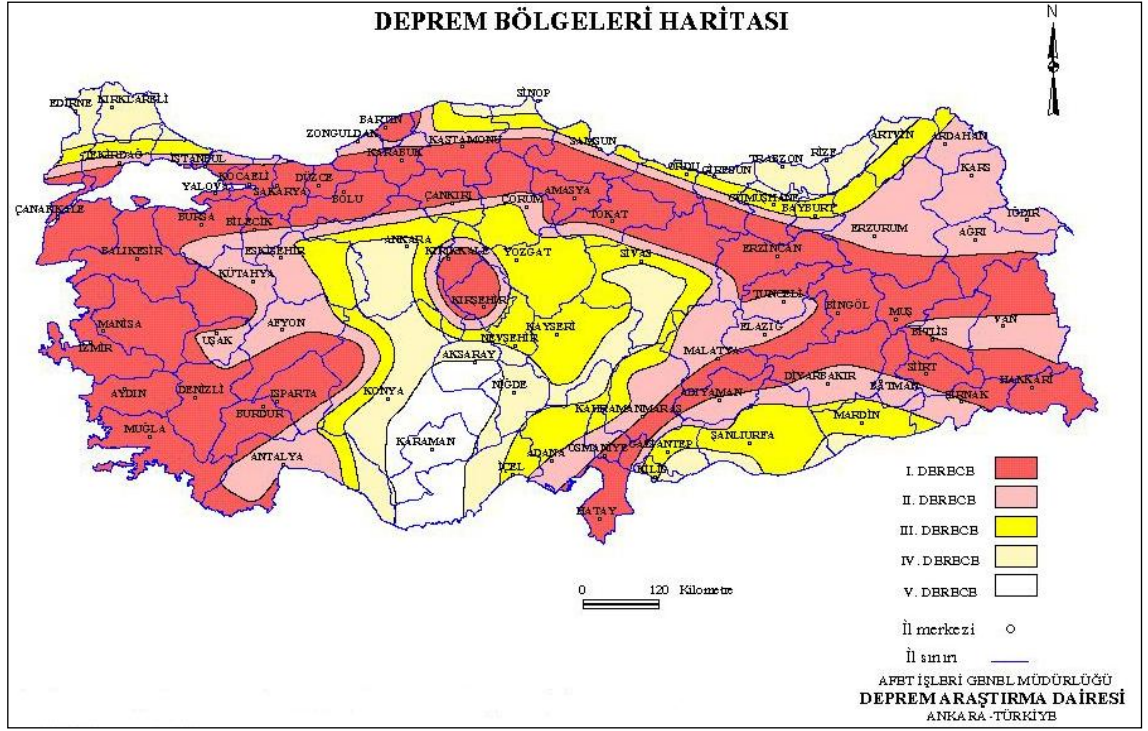 DEPREM BÖLGELERİ HARİTASI
N
SİNOP
EDİRNE
KIRKLARELİ
BARTIN
ZONGULDAK
KASTAMONU
SAMSUN
ARTVİN
ARDAHAN
TEKİRDAĞ
İSTANBUL
KARABÜK
ORDU
GİRESUN
TRABZON
RİZE
KARS
KOCAELİ
YALOVA
SAKARYA
DÜZCE
BOLU
ÇANKIRI
ÇORUM
AMASYA
TOKAT
GÜMÜŞHANE
BAYBURT
ÇANAKKALE
BURSA
BİLECİK
ERZURUM
AĞRI
IĞDIR
BALIKESİR
ESKİŞEHİR
ANKARA
KIRIKKALE
YOZGAT
SİVAS
ERZİNCAN
KÜTAHYA
TUNCELİ
BİNGÖL
MUŞ
MANİSA
UŞAK
AFYON
KIRŞEHİR
KAYSERİ
NEVŞEHİR
ELAZIĞ
BİTLİS
VAN
İZMİR
AKSARAY
MALATYA
SİİRT
AYDIN
DENİZLİ
ISPARTA
BURDUR
KONYA
NİĞDE
ADIYAMAN
DİYARBAKIR
BATMAN
ŞIRNAK
HAKKARİ
MUĞLA
ANTALYA
KARAMAN
KAHRAMANMARAŞ
MARDİN
İÇEL
ADANA
OSMANİYE
GAZİANTEP
ŞANLIURFA
KİLİS
HATAY
I. DERECE
II. DERECE
III. DERECE
IV. DERECE
V. DERECE
0 120 Kilometre
İl merkezi
İl sınırı
AFET İŞLERİ GENEL MÜDÜRLÜĞÜ
DEPREM ARAŞTIRMA DAİRESİ
ANKARA -TÜRKİYE